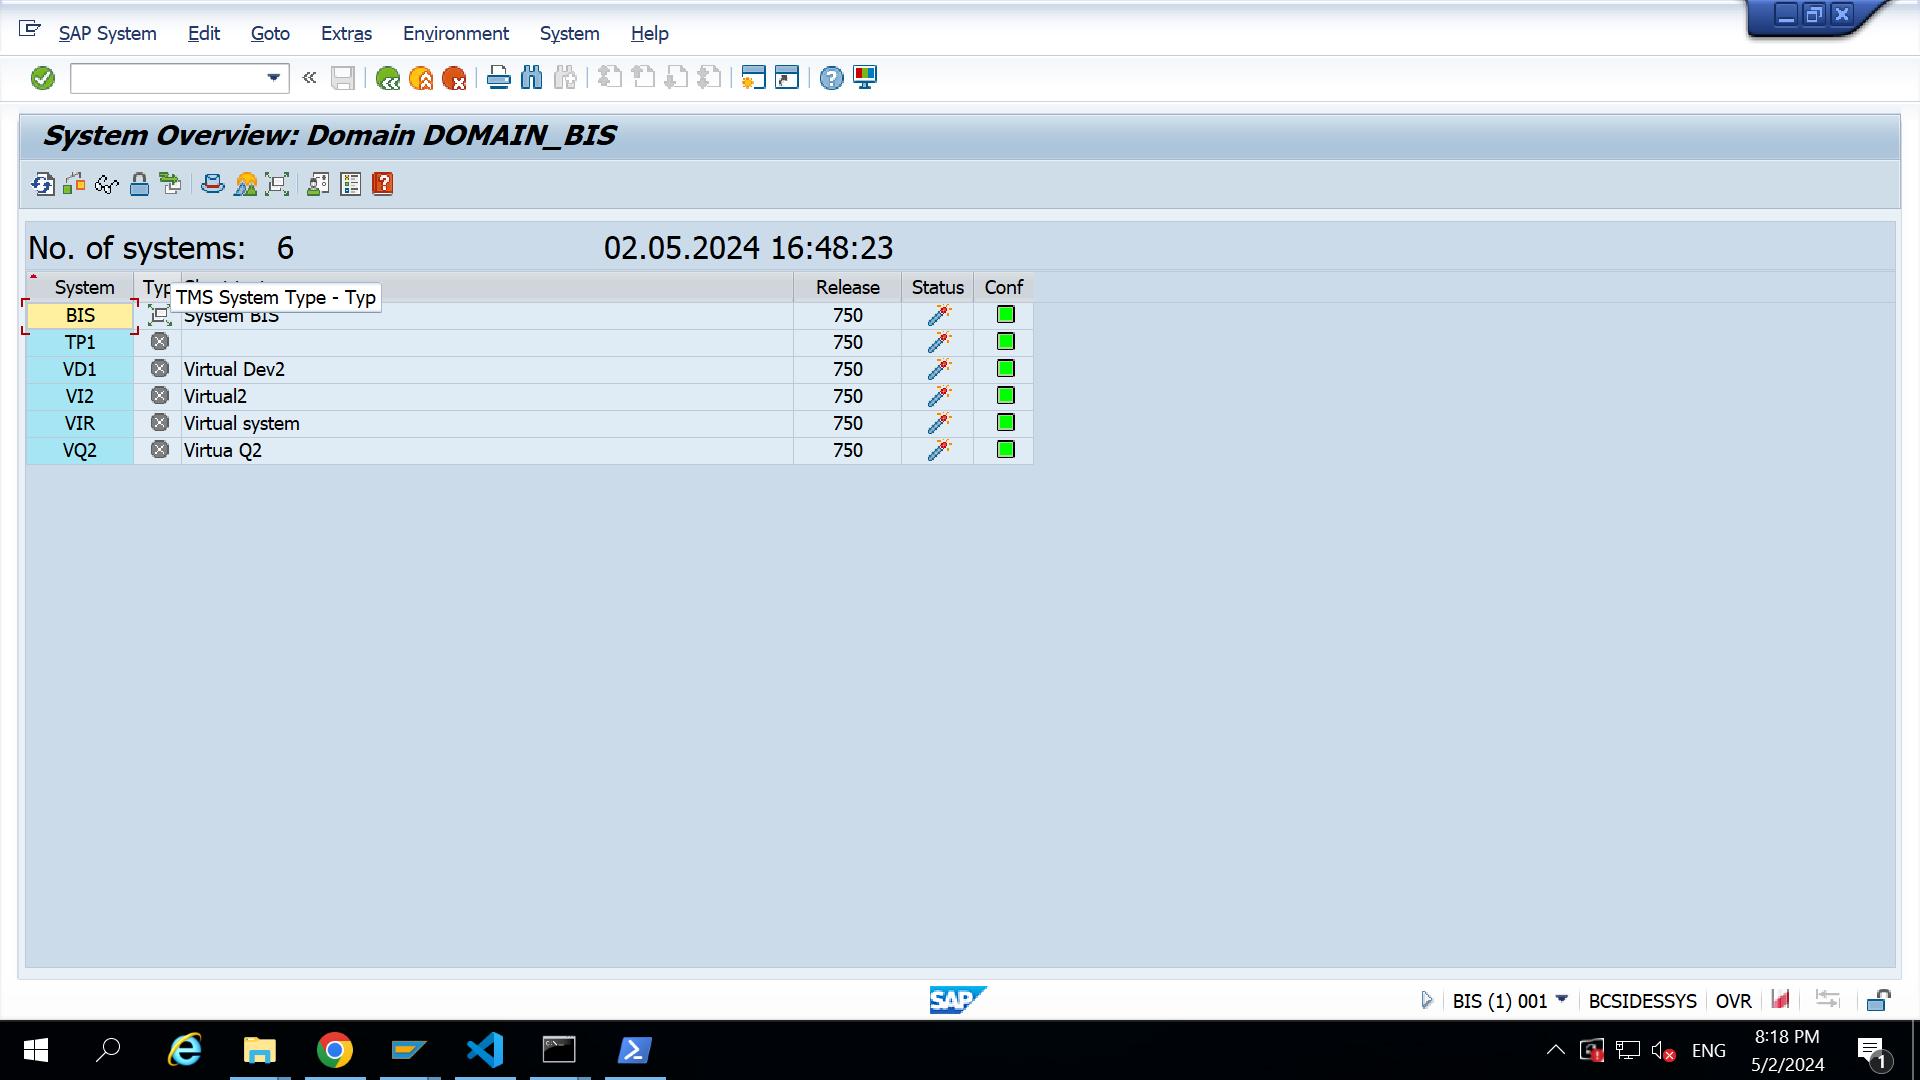 SAP System Edit Goto Extras Environment System Help
System Overview: Domain DOMAIN_BIS
No. of systems: 6 02.05.2024 16:48:23
System Typ Release Status Conf
TMS System Type - Typ
BIS System BIS 750
TP1 750
VD1 Virtual Dev2 750
VI2 Virtual2 750
VIR Virtual system 750
VQ2 Virtua Q2 750
SAP BIS (1) 001 BCSIDESSYS OVR
ENG 8:18 PM
5/2/2024 1